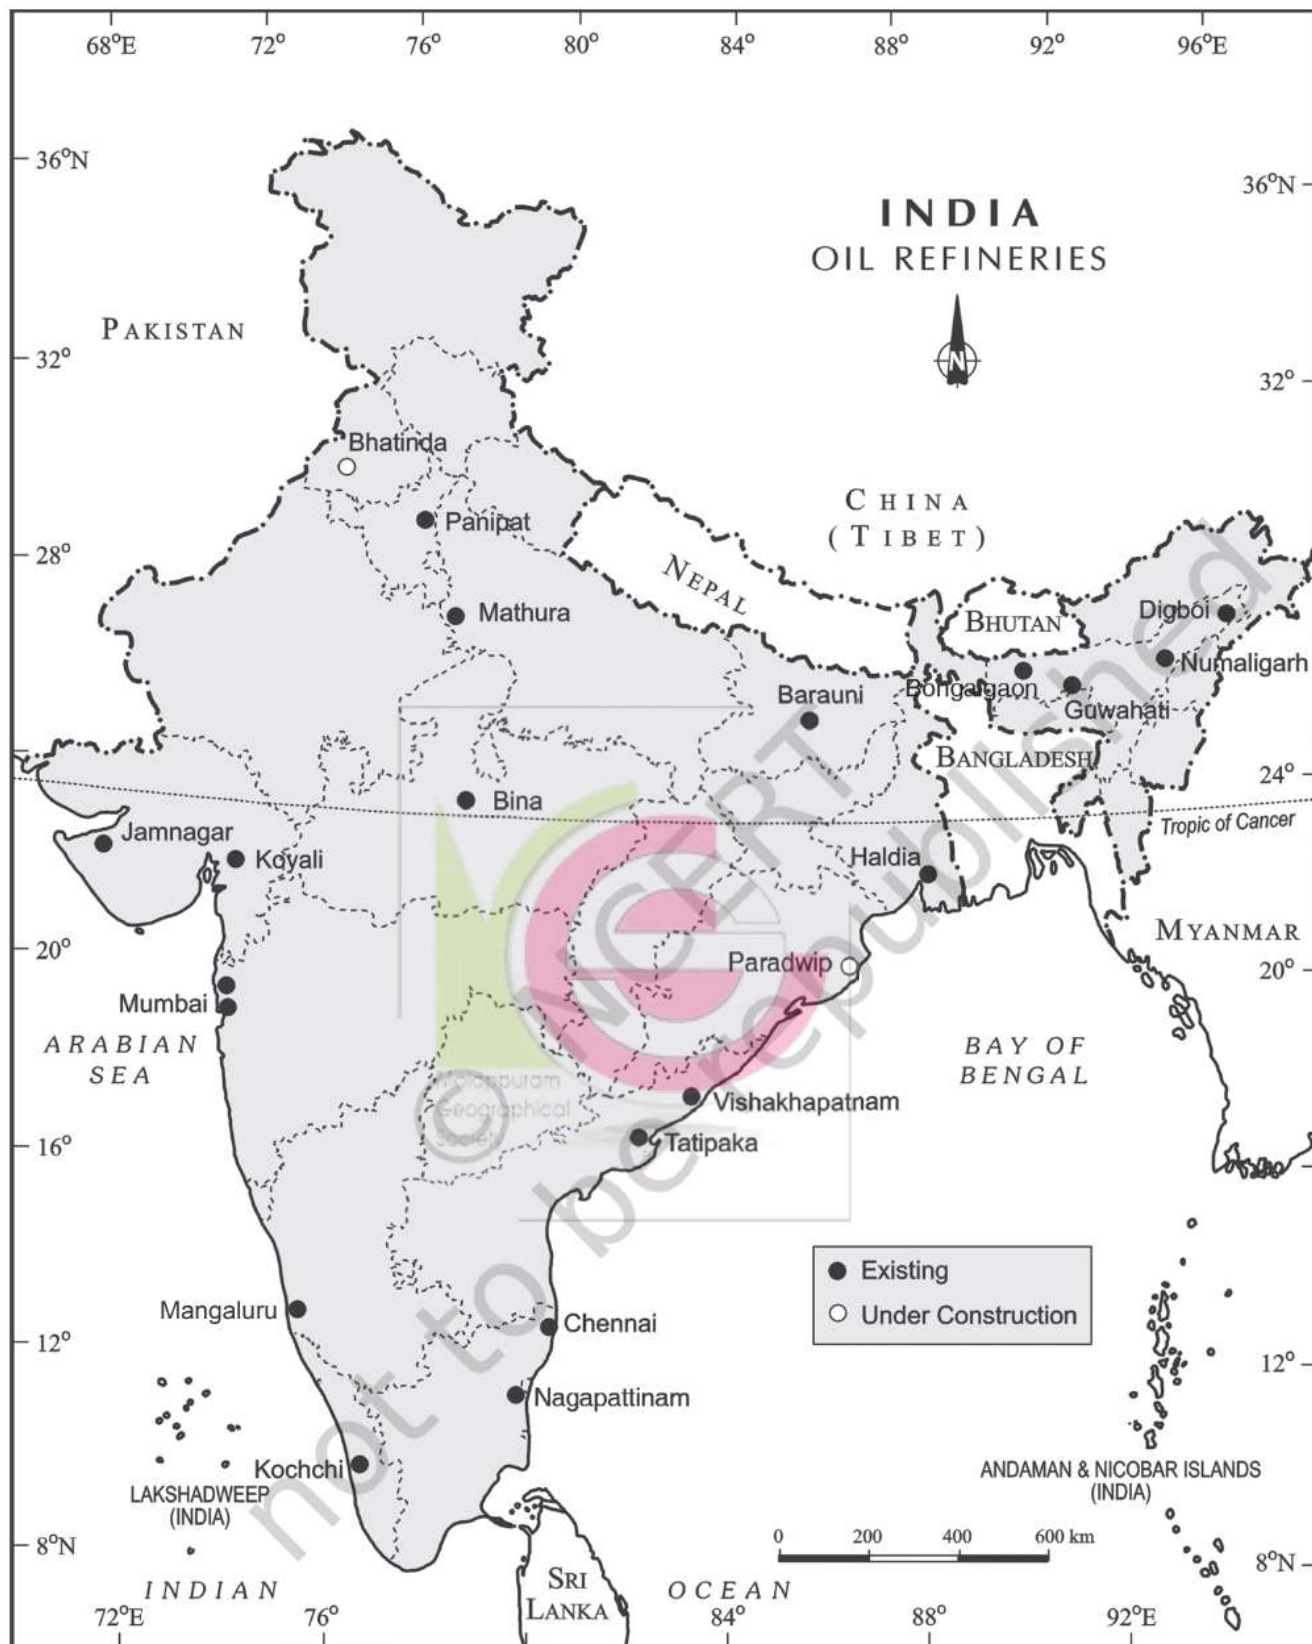 68°E 72° 76° 80° 84° 88° 92° 96°E
36°N
36°N
INDIA
OIL REFINERIES
N
PAKISTAN
32°
32°
Bhatinda
CHINA
(TIBET)
Panipat
28°
NEPAL
Mathura
BHUTAN
Digboi
Numaligarh
Bongaigaon
Guwahati
Barauni
BANGLADESH
24°
Bina
Tropic of Cancer
Jamnagar
Koyali
Haldia
MYANMAR
20°
20°
Paradwip
Mumbai
ARABIAN
SEA
BAY OF
BENGAL
Malappuram
Geographical
Society
Vishakhapatnam
Tatipaka
16°
© NCERT
not to be republished
Existing
Under Construction
Mangaluru
Chennai
12°
12°
Nagapattinam
Kochchi
LAKSHADWEEP
(INDIA)
ANDAMAN & NICOBAR ISLANDS
(INDIA)
0 200 400 600 km
8°N
8°N
INDIAN OCEAN
SRI
LANKA
72°E 76° 84° 88° 92°E